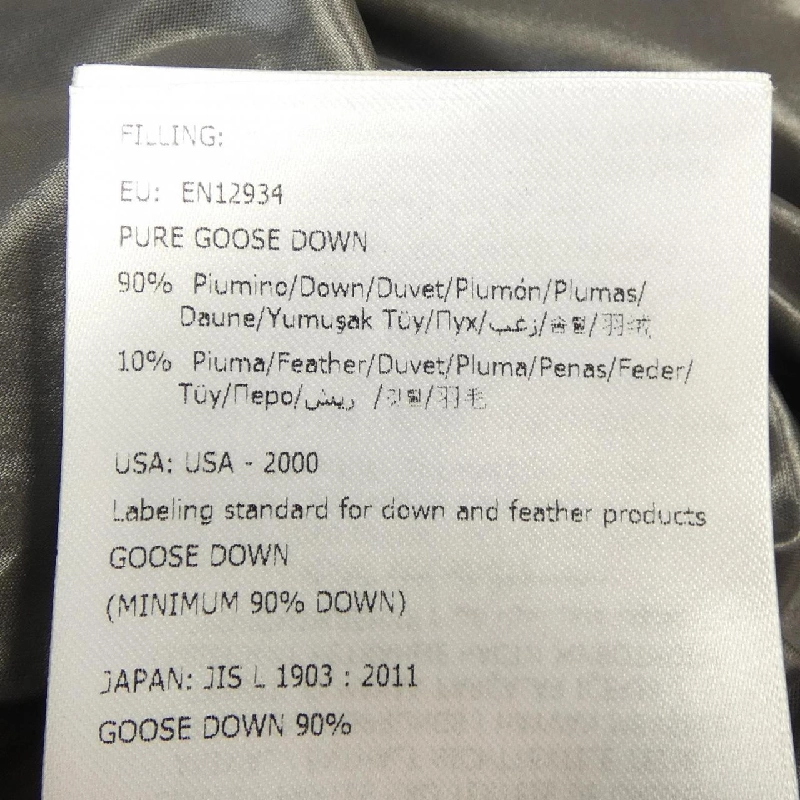 FILLING:
EU: EN12934
PURE GOOSE DOWN
90% Piumino/Down/Duvet/Plumón/Plumas/
Daune/Yumuşak Tüy/Пух/زغب/솜털/羽绒
10% Piuma/Feather/Duvet/Pluma/Penas/Feder/
Tüy/Перо/ريش /깃털/羽毛
USA: USA - 2000
Labeling standard for down and feather products
GOOSE DOWN
(MINIMUM 90% DOWN)
JAPAN: JIS L 1903 : 2011
GOOSE DOWN 90%